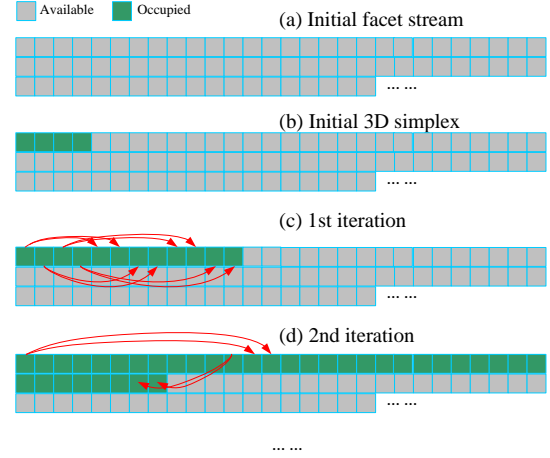 Available Occupied
(a) Initial facet stream
... ...
(b) Initial 3D simplex
... ...
(c) 1st iteration
... ...
(d) 2nd iteration
... ...
... ...